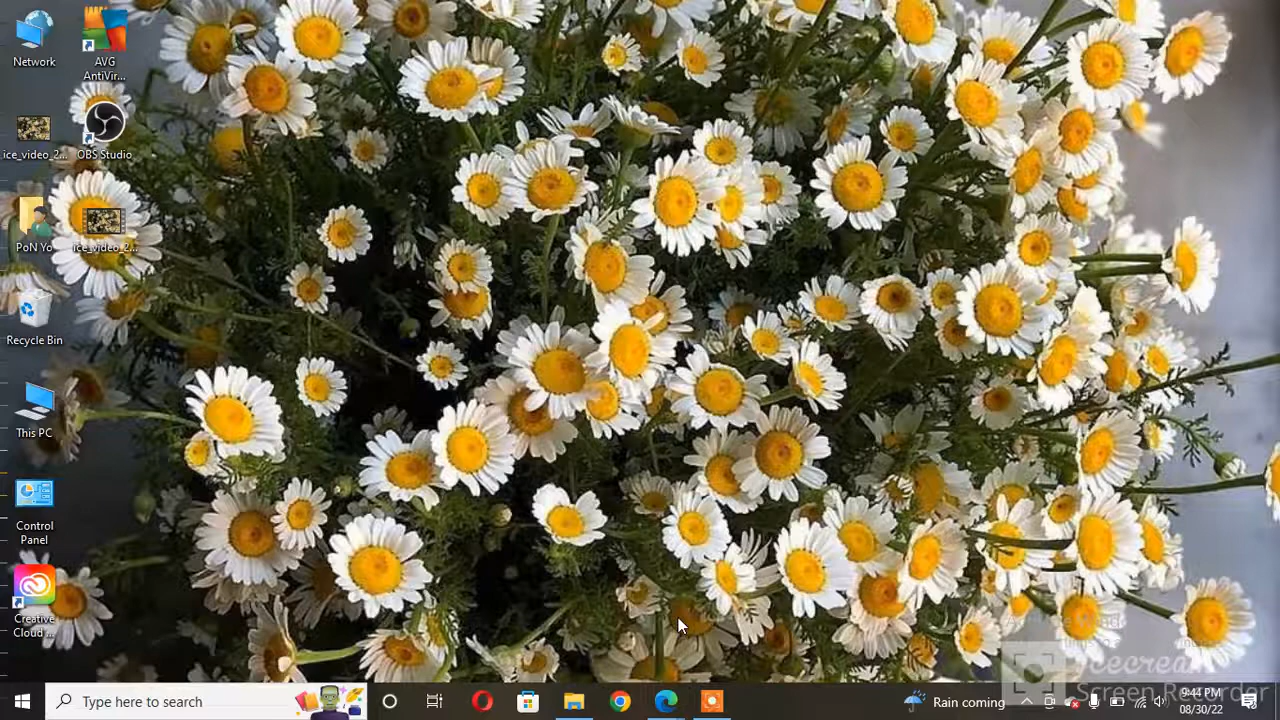 Network
AVG
AntiVir...
ice_video_2...
OBS Studio
PoN Yo
ice_video_2...
Recycle Bin
This PC
Control
Panel
Creative
Cloud ...
Type here to search
Rain coming
9:44 PM
08/30/22
Icecream
Screen Recorder